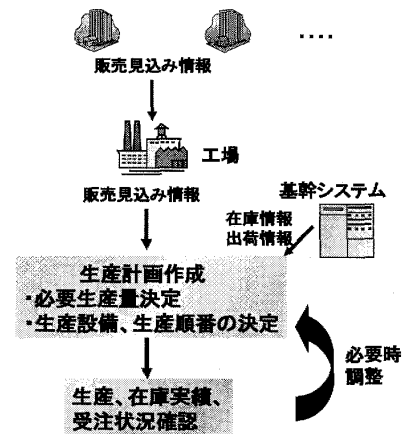 ....
販売見込み情報
工場
販売見込み情報
基幹システム
在庫情報
出荷情報
生産計画作成
・必要生産量決定
・生産設備、生産順番の決定
必要時
調整
生産、在庫実績、
受注状況確認